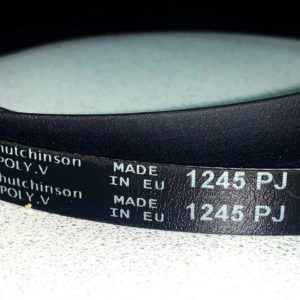 hutchinson
POLY.V
MADE
IN EU
1245 PJ
hutchinson
POLY.V
MADE
IN EU
1245 PJ